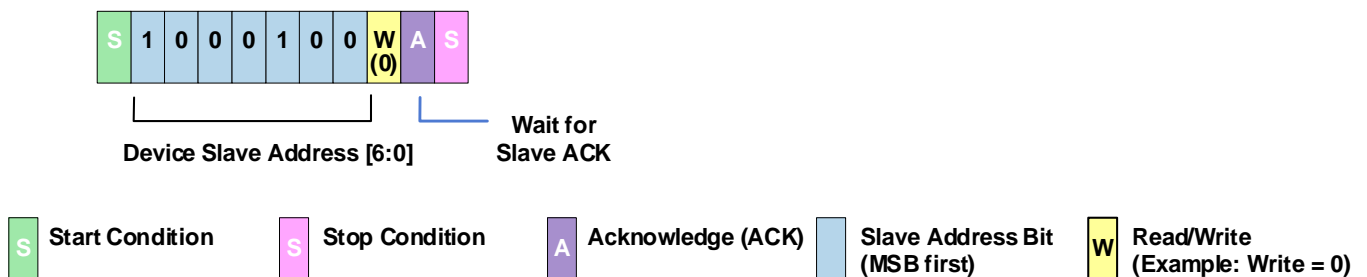 S 1 0 0 0 1 0 0 W A S
(0)
Wait for
Device Slave Address [6:0] Slave ACK
S Start Condition S Stop Condition A Acknowledge (ACK) Slave Address Bit W Read/Write
(MSB first) (Example: Write = 0)